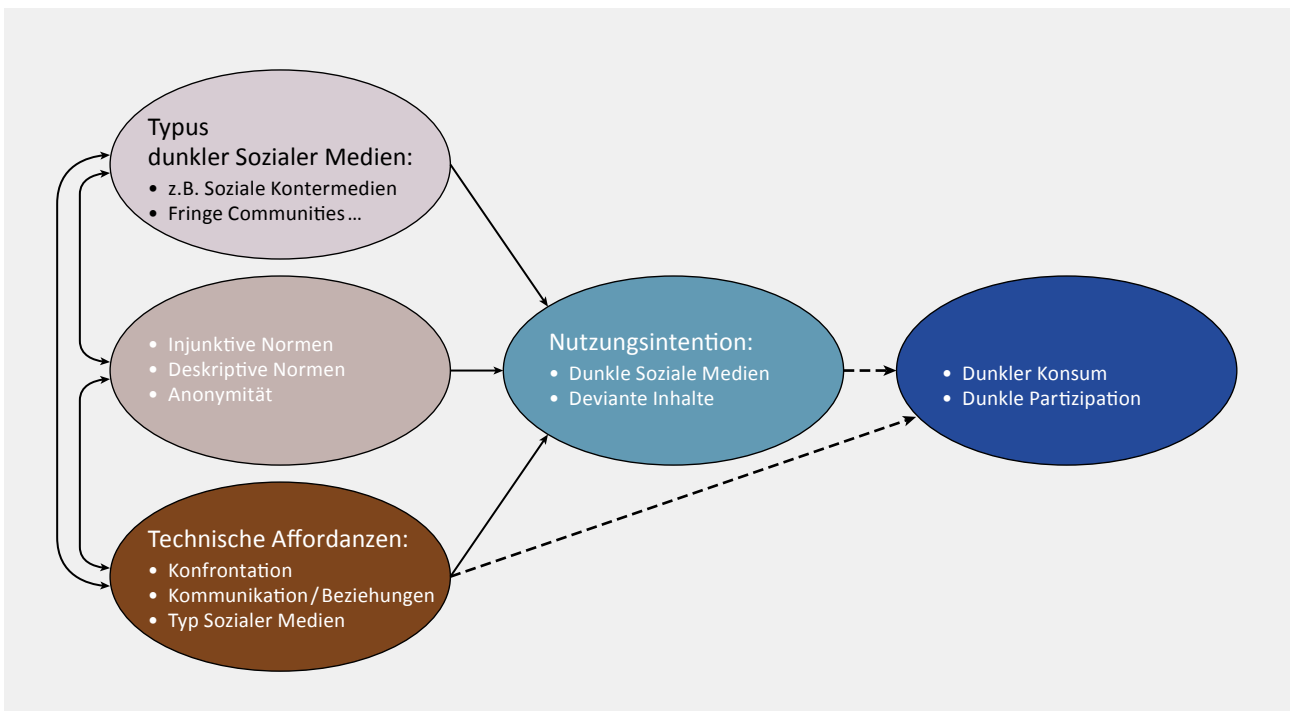 Typus
dunkler Sozialer Medien:
• z.B. Soziale Kontermedien
• Fringe Communities ...
• Injunktive Normen
• Deskriptive Normen
• Anonymität
Technische Affordanzen:
• Konfrontation
• Kommunikation / Beziehungen
• Typ Sozialer Medien
Nutzungsintention:
• Dunkle Soziale Medien
• Deviante Inhalte
• Dunkler Konsum
• Dunkle Partizipation